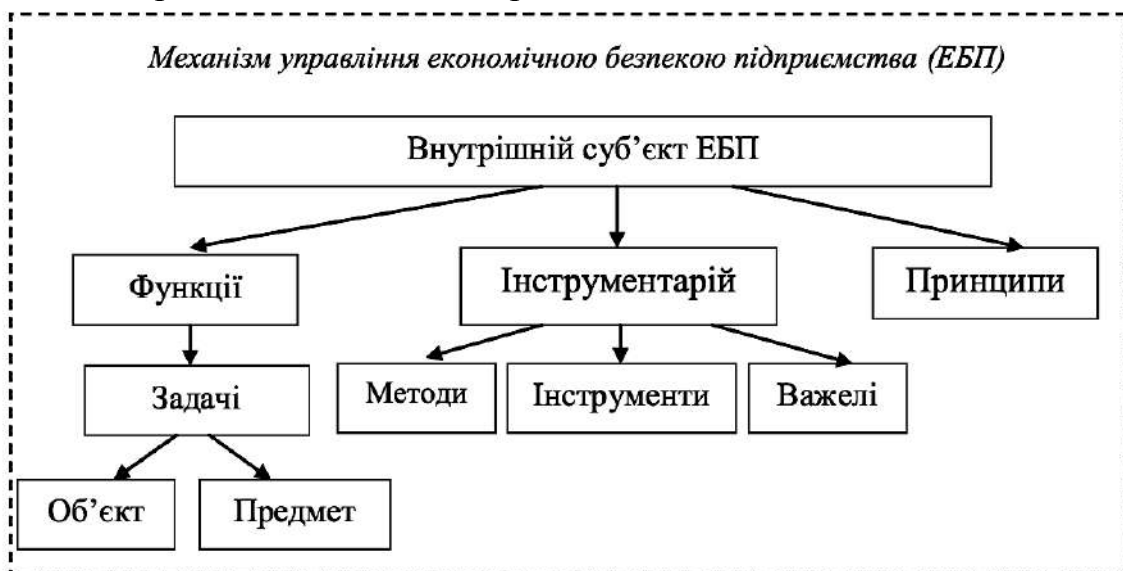 Механізм управління економічною безпекою підприємства (ЕБП)
Внутрішній суб’єкт ЕБП
Функції
Інструментарій
Принципи
Задачі
Методи
Інструменти
Важелі
Об’єкт
Предмет